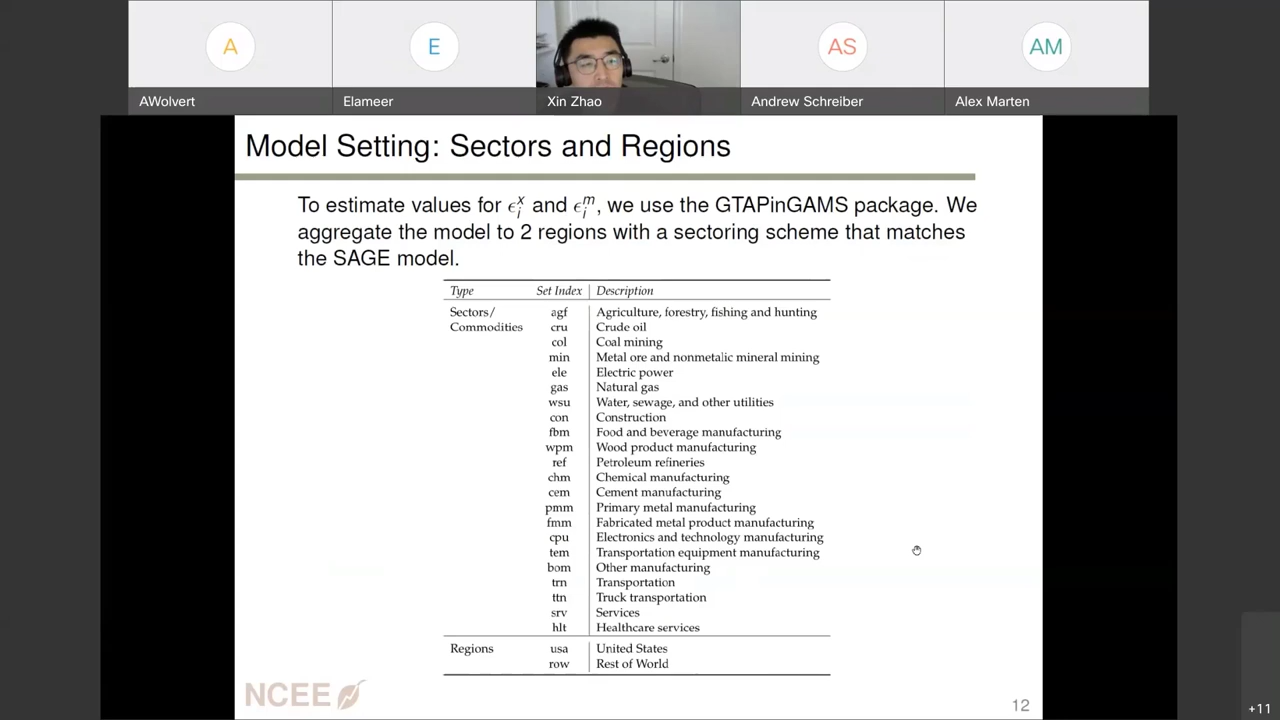 A
E
AS
AM
AWolvert
Elameer
Xin Zhao
Andrew Schreiber
Alex Marten
Model Setting: Sectors and Regions
To estimate values for ϵᵢˣ and ϵᵢᵐ, we use the GTAPinGAMS package. We
aggregate the model to 2 regions with a sectoring scheme that matches
the SAGE model.
Type Set Index Description
Sectors/ agf Agriculture, forestry, fishing and hunting
Commodities cru Crude oil
col Coal mining
min Metal ore and nonmetalic mineral mining
ele Electric power
gas Natural gas
wsu Water, sewage, and other utilities
con Construction
fbm Food and beverage manufacturing
wpm Wood product manufacturing
ref Petroleum refineries
chm Chemical manufacturing
cem Cement manufacturing
pmm Primary metal manufacturing
fmm Fabricated metal product manufacturing
cpu Electronics and technology manufacturing
tem Transportation equipment manufacturing
bom Other manufacturing
trn Transportation
ttn Truck transportation
srv Services
hlt Healthcare services
Regions usa United States
row Rest of World
NCEE
12
+11